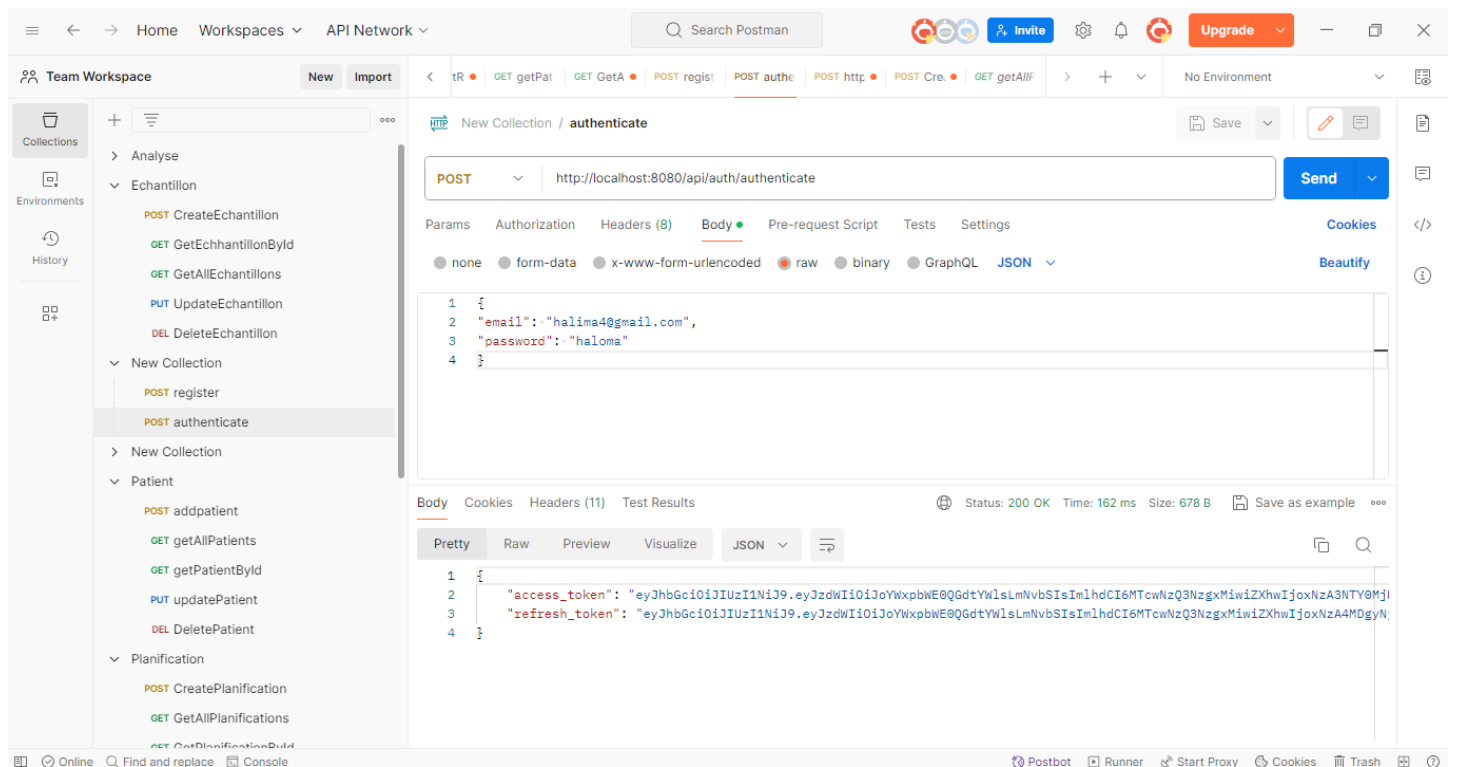 Home Workspaces API Network Search Postman Invite Upgrade
Team Workspace New Import tR GET getPat GET GetA POST regist POST authe POST http POST Cre. GET getAllF No Environment
Collections
Environments
History
Analyse
Echantillon
POST CreateEchantillon
GET GetEchhantillonById
GET GetAllEchantillons
PUT UpdateEchantillon
DEL DeleteEchantillon
New Collection
POST register
POST authenticate
New Collection
Patient
POST addpatient
GET getAllPatients
GET getPatientById
PUT updatePatient
DEL DeletePatient
Planification
POST CreatePlanification
GET GetAllPlanifications
GET GetPlanificationById
HTTP New Collection / authenticate Save
POST http://localhost:8080/api/auth/authenticate Send
Params Authorization Headers (8) Body Pre-request Script Tests Settings Cookies
none form-data x-www-form-urlencoded raw binary GraphQL JSON Beautify
1 {
2 "email": "halima4@gmail.com",
3 "password": "haloma"
4 }
Body Cookies Headers (11) Test Results Status: 200 OK Time: 162 ms Size: 678 B Save as example
Pretty Raw Preview Visualize JSON
1 {
2 "access_token": "eyJhbGciOiJIUzI1NiJ9.eyJzdWIiOiJoYWxpbWE0QGdtYWlsLmNvbSIsImlhdCI6MTcwNzQ3NzgxMiwiZXhwIjoxNzA3NTY0Mj
3 "refresh_token": "eyJhbGciOiJIUzI1NiJ9.eyJzdWIiOiJoYWxpbWE0QGdtYWlsLmNvbSIsImlhdCI6MTcwNzQ3NzgxMiwiZXhwIjoxNzA4MDgyN
4 }
Online Find and replace Console Postbot Runner Start Proxy Cookies Trash